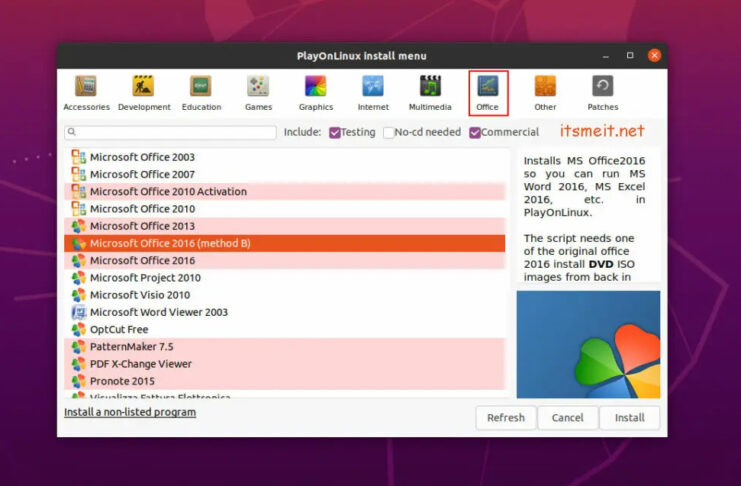 PlayOnLinux install menu
Accessories Development Education Games Graphics Internet Multimedia Office Other Patches
Include: Testing No-cd needed Commercial itsmeit.net
Microsoft Office 2003
Microsoft Office 2007
Microsoft Office 2010 Activation
Microsoft Office 2010
Microsoft Office 2013
Microsoft Office 2016 (method B)
Microsoft Office 2016
Microsoft Project 2010
Microsoft Visio 2010
Microsoft Word Viewer 2003
OptCut Free
PatternMaker 7.5
PDF X-Change Viewer
Pronote 2015
Visualizza Fattura Elettronica
Installs MS Office2016
so you can run MS
Word 2016, MS Excel
2016, etc. in
PlayOnLinux.
The script needs one
of the original office
2016 install DVD ISO
images from back in
Install a non-listed program
Refresh Cancel Install